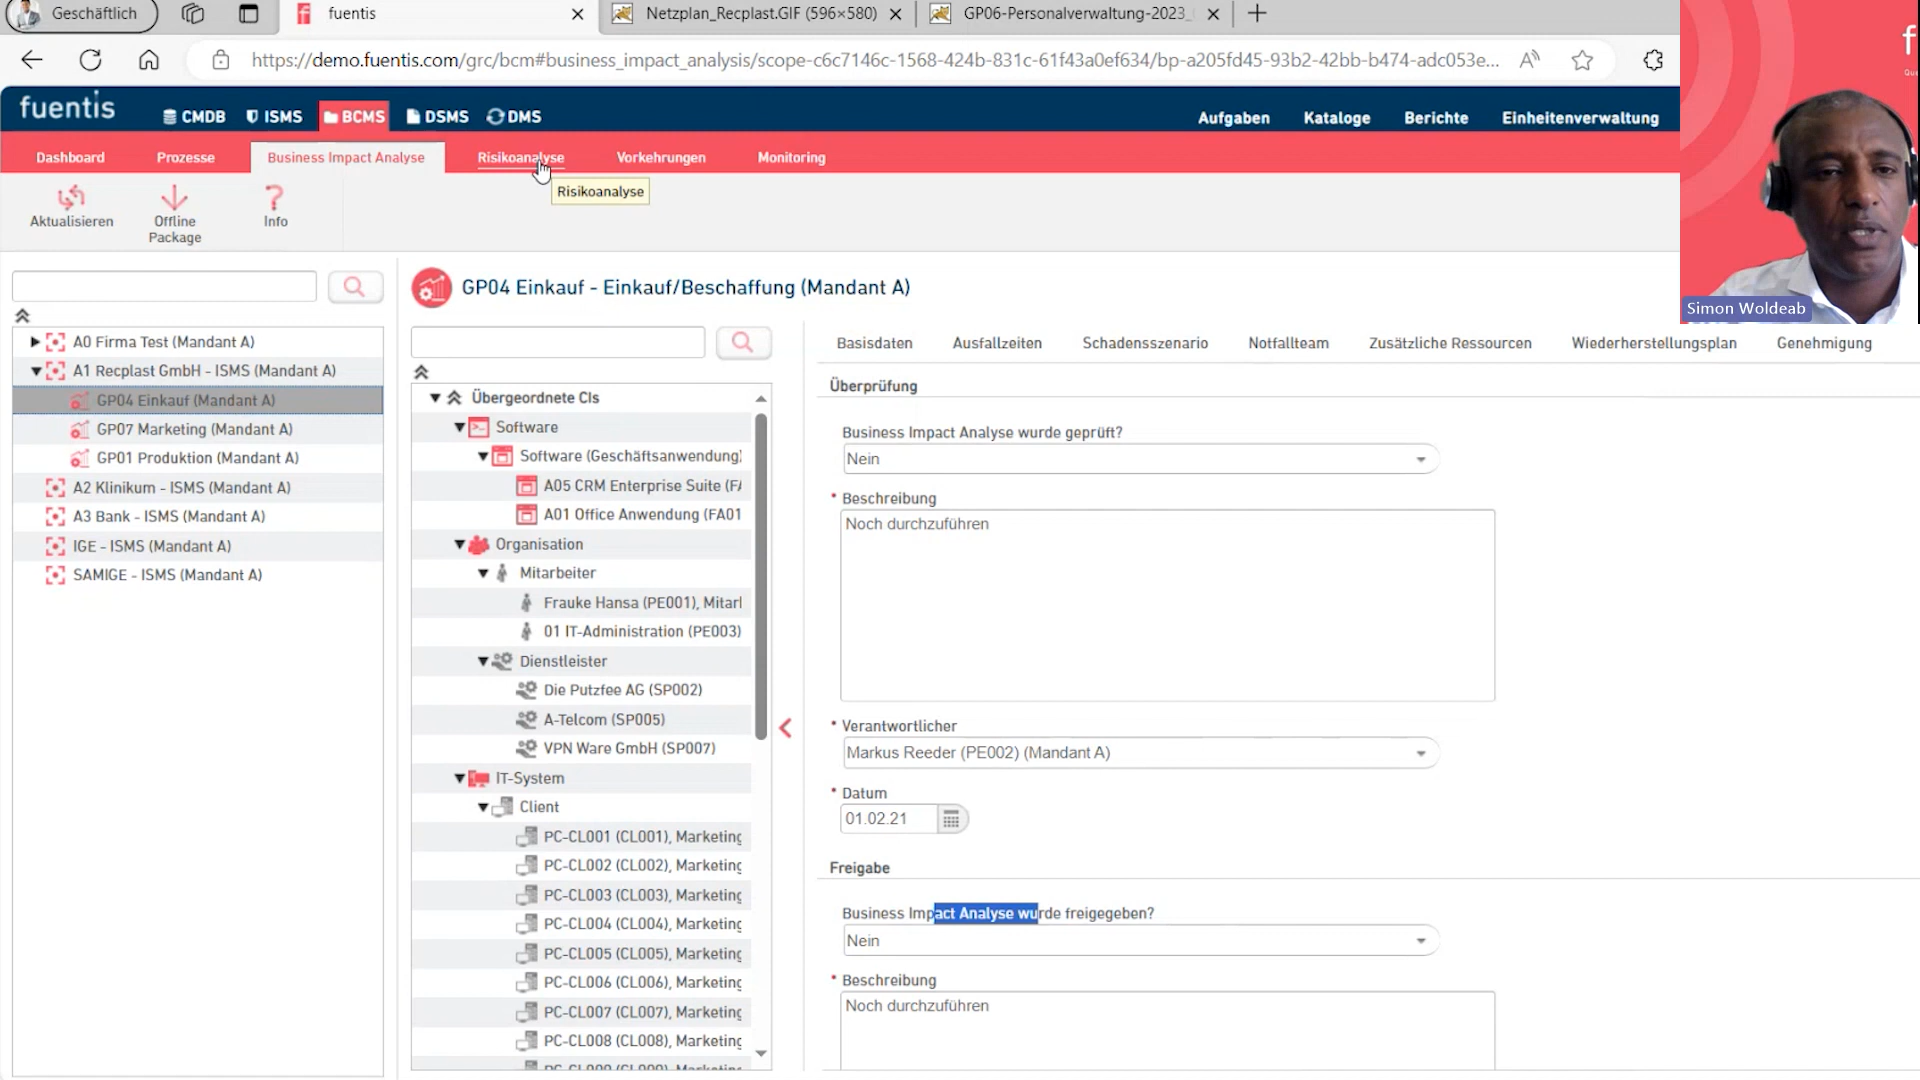 Geschäftlich
fuentis
Netzplan_Recplast.GIF (596×580)
GP06-Personalverwaltung-2023_
https://demo.fuentis.com/grc/bcm#business_impact_analysis/scope-c6c7146c-1568-424b-831c-61f43a0ef634/bp-a205fd45-93b2-42bb-b474-adc053e...
fuentis
CMDB
ISMS
BCMS
DSMS
DMS
Aufgaben
Kataloge
Berichte
Einheitenverwaltung
Dashboard
Prozesse
Business Impact Analyse
Risikoanalyse
Vorkehrungen
Monitoring
Risikoanalyse
Aktualisieren
Offline
Package
Info
Simon Woldeab
A0 Firma Test (Mandant A)
A1 Recplast GmbH - ISMS (Mandant A)
GP04 Einkauf (Mandant A)
GP07 Marketing (Mandant A)
GP01 Produktion (Mandant A)
A2 Klinikum - ISMS (Mandant A)
A3 Bank - ISMS (Mandant A)
IGE - ISMS (Mandant A)
SAMIGE - ISMS (Mandant A)
GP04 Einkauf - Einkauf/Beschaffung (Mandant A)
Übergeordnete CIs
Software
Software (Geschäftsanwendung)
A05 CRM Enterprise Suite (FA
A01 Office Anwendung (FA01
Organisation
Mitarbeiter
Frauke Hansa (PE001), Mitarl
01 IT-Administration (PE003)
Dienstleister
Die Putzfee AG (SP002)
A-Telcom (SP005)
VPN Ware GmbH (SP007)
IT-System
Client
PC-CL001 (CL001), Marketing
PC-CL002 (CL002), Marketing
PC-CL003 (CL003), Marketing
PC-CL004 (CL004), Marketing
PC-CL005 (CL005), Marketing
PC-CL006 (CL006), Marketing
PC-CL007 (CL007), Marketing
PC-CL008 (CL008), Marketing
Basisdaten
Ausfallzeiten
Schadensszenario
Notfallteam
Zusätzliche Ressourcen
Wiederherstellungsplan
Genehmigung
Überprüfung
Business Impact Analyse wurde geprüft?
Nein
* Beschreibung
Noch durchzuführen
* Verantwortlicher
Markus Reeder (PE002) (Mandant A)
* Datum
01.02.21
Freigabe
Business Impact Analyse wurde freigegeben?
Nein
* Beschreibung
Noch durchzuführen